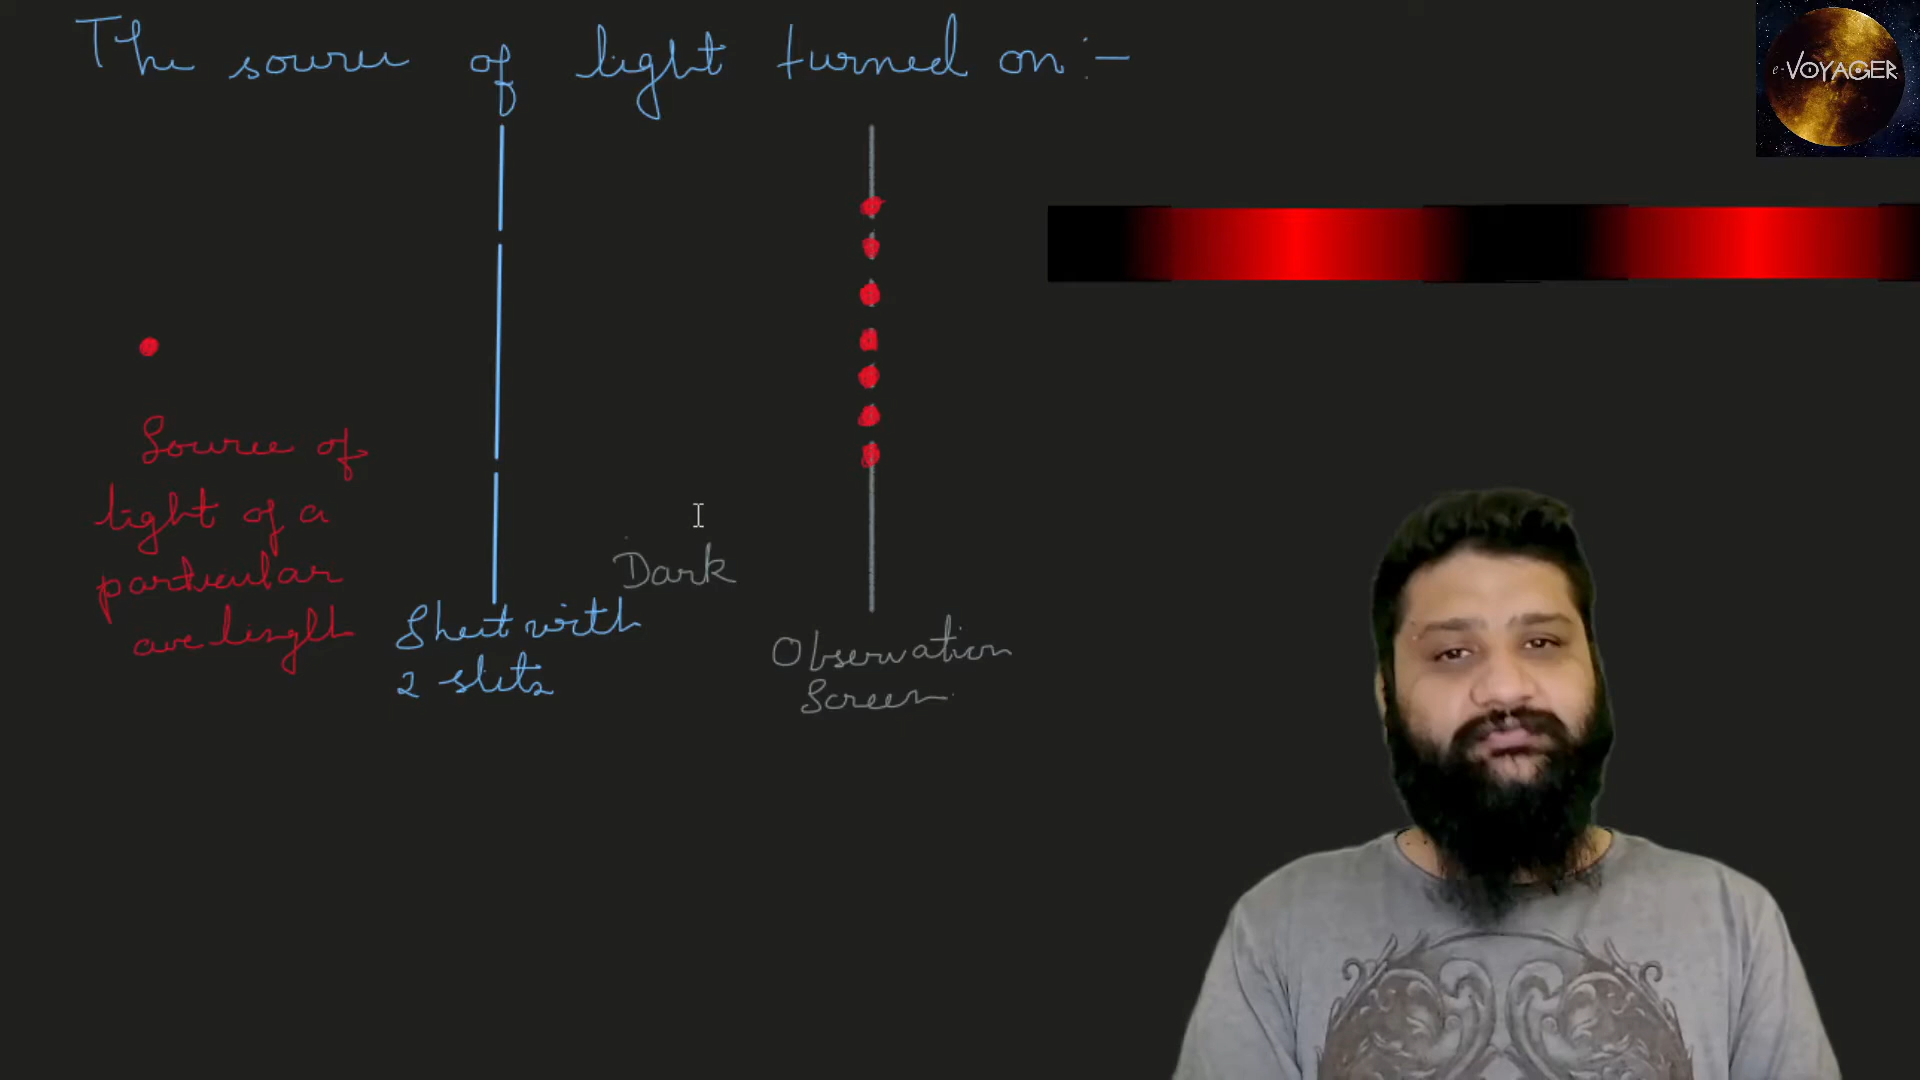 The source of light turned on :-
e-VOYAGER
Source of
light of a
particular
Sheet with
2 slits
Dark
Observation
Screen